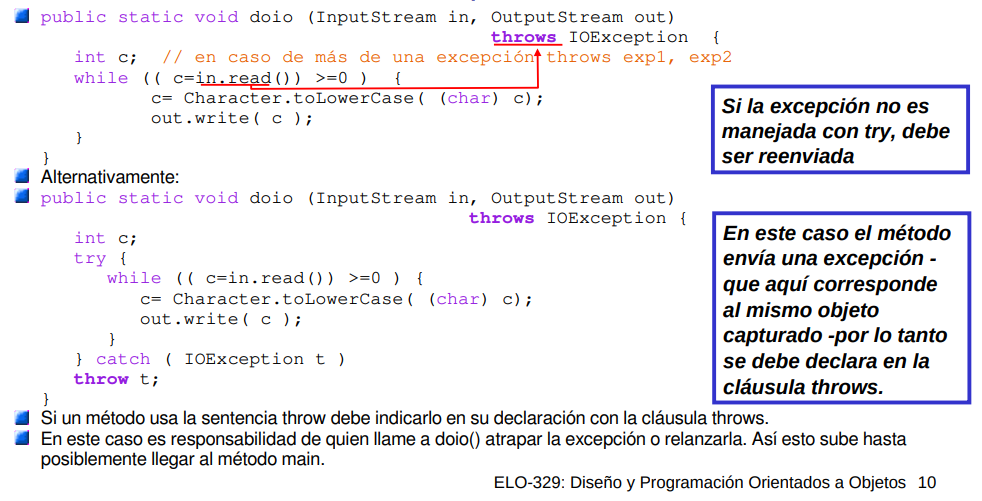 public static void doio (InputStream in, OutputStream out)
throws IOException {
int c; // en caso de más de una excepción throws exp1, exp2
while (( c=in.read()) >=0 ) {
c= Character.toLowerCase( (char) c);
out.write( c );
}
}
Si la excepción no es
manejada con try, debe
ser reenviada
Alternativamente:
public static void doio (InputStream in, OutputStream out)
throws IOException {
int c;
try {
while (( c=in.read()) >=0 ) {
c= Character.toLowerCase( (char) c);
out.write( c );
}
} catch ( IOException t )
throw t;
}
En este caso el método
envía una excepción -
que aquí corresponde
al mismo objeto
capturado -por lo tanto
se debe declara en la
cláusula throws.
Si un método usa la sentencia throw debe indicarlo en su declaración con la cláusula throws.
En este caso es responsabilidad de quien llame a doio() atrapar la excepción o relanzarla. Así esto sube hasta
posiblemente llegar al método main.
ELO-329: Diseño y Programación Orientados a Objetos 10